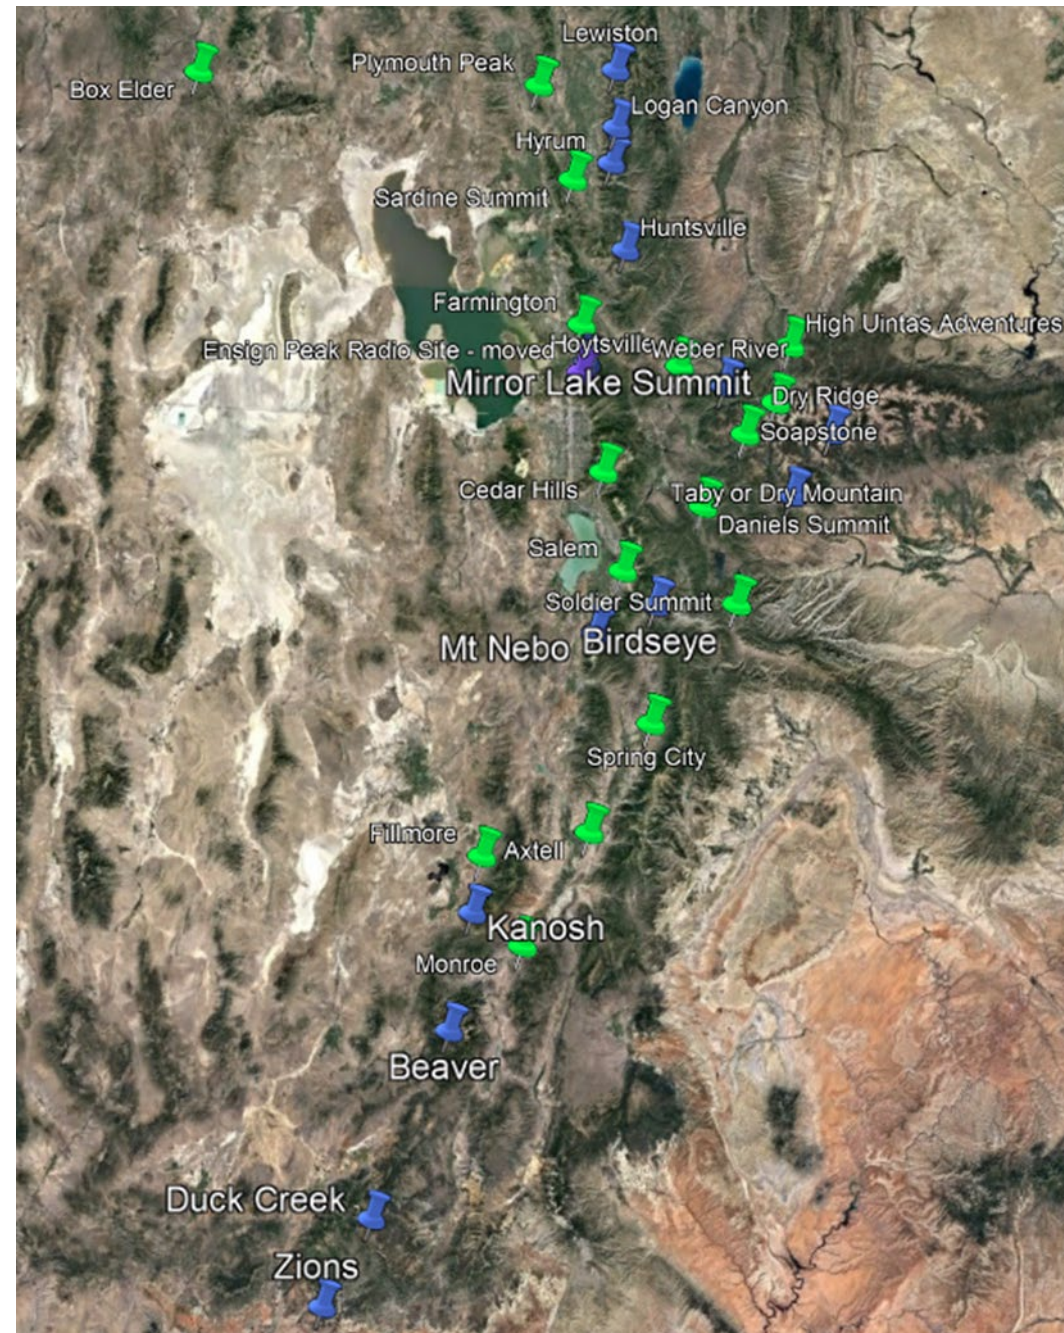 Lewiston
Plymouth Peak
Box Elder
Logan Canyon
Hyrum
Sardine Summit
Huntsville
Farmington
High Uintas Adventures
Ensign Peak Radio Site - moved
Hoytsville
Weber River
Mirror Lake Summit
Dry Ridge
Soapstone
Cedar Hills
Taby or Dry Mountain
Daniels Summit
Salem
Soldier Summit
Mt Nebo
Birdseye
Spring City
Fillmore
Axtell
Kanosh
Monroe
Beaver
Duck Creek
Zions